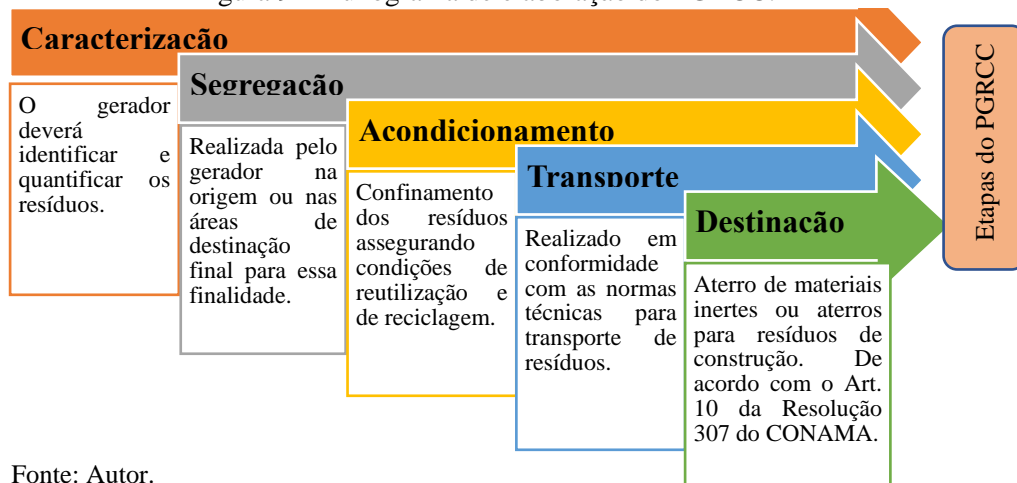 Caracterização
O gerador
deverá
identificar e
quantificar os
resíduos.
Segregação
Realizada pelo
gerador na
origem ou nas
áreas de
destinação
final para essa
finalidade.
Acondicionamento
Confinamento
dos resíduos
assegurando
condições de
reutilização e
de reciclagem.
Transporte
Realizado em
conformidade
com as normas
técnicas para
transporte de
resíduos.
Destinação
Aterro de materiais
inertes ou aterros
para resíduos de
construção. De
acordo com o Art.
10 da Resolução
307 do CONAMA.
Etapas do PGRCC
Fonte: Autor.